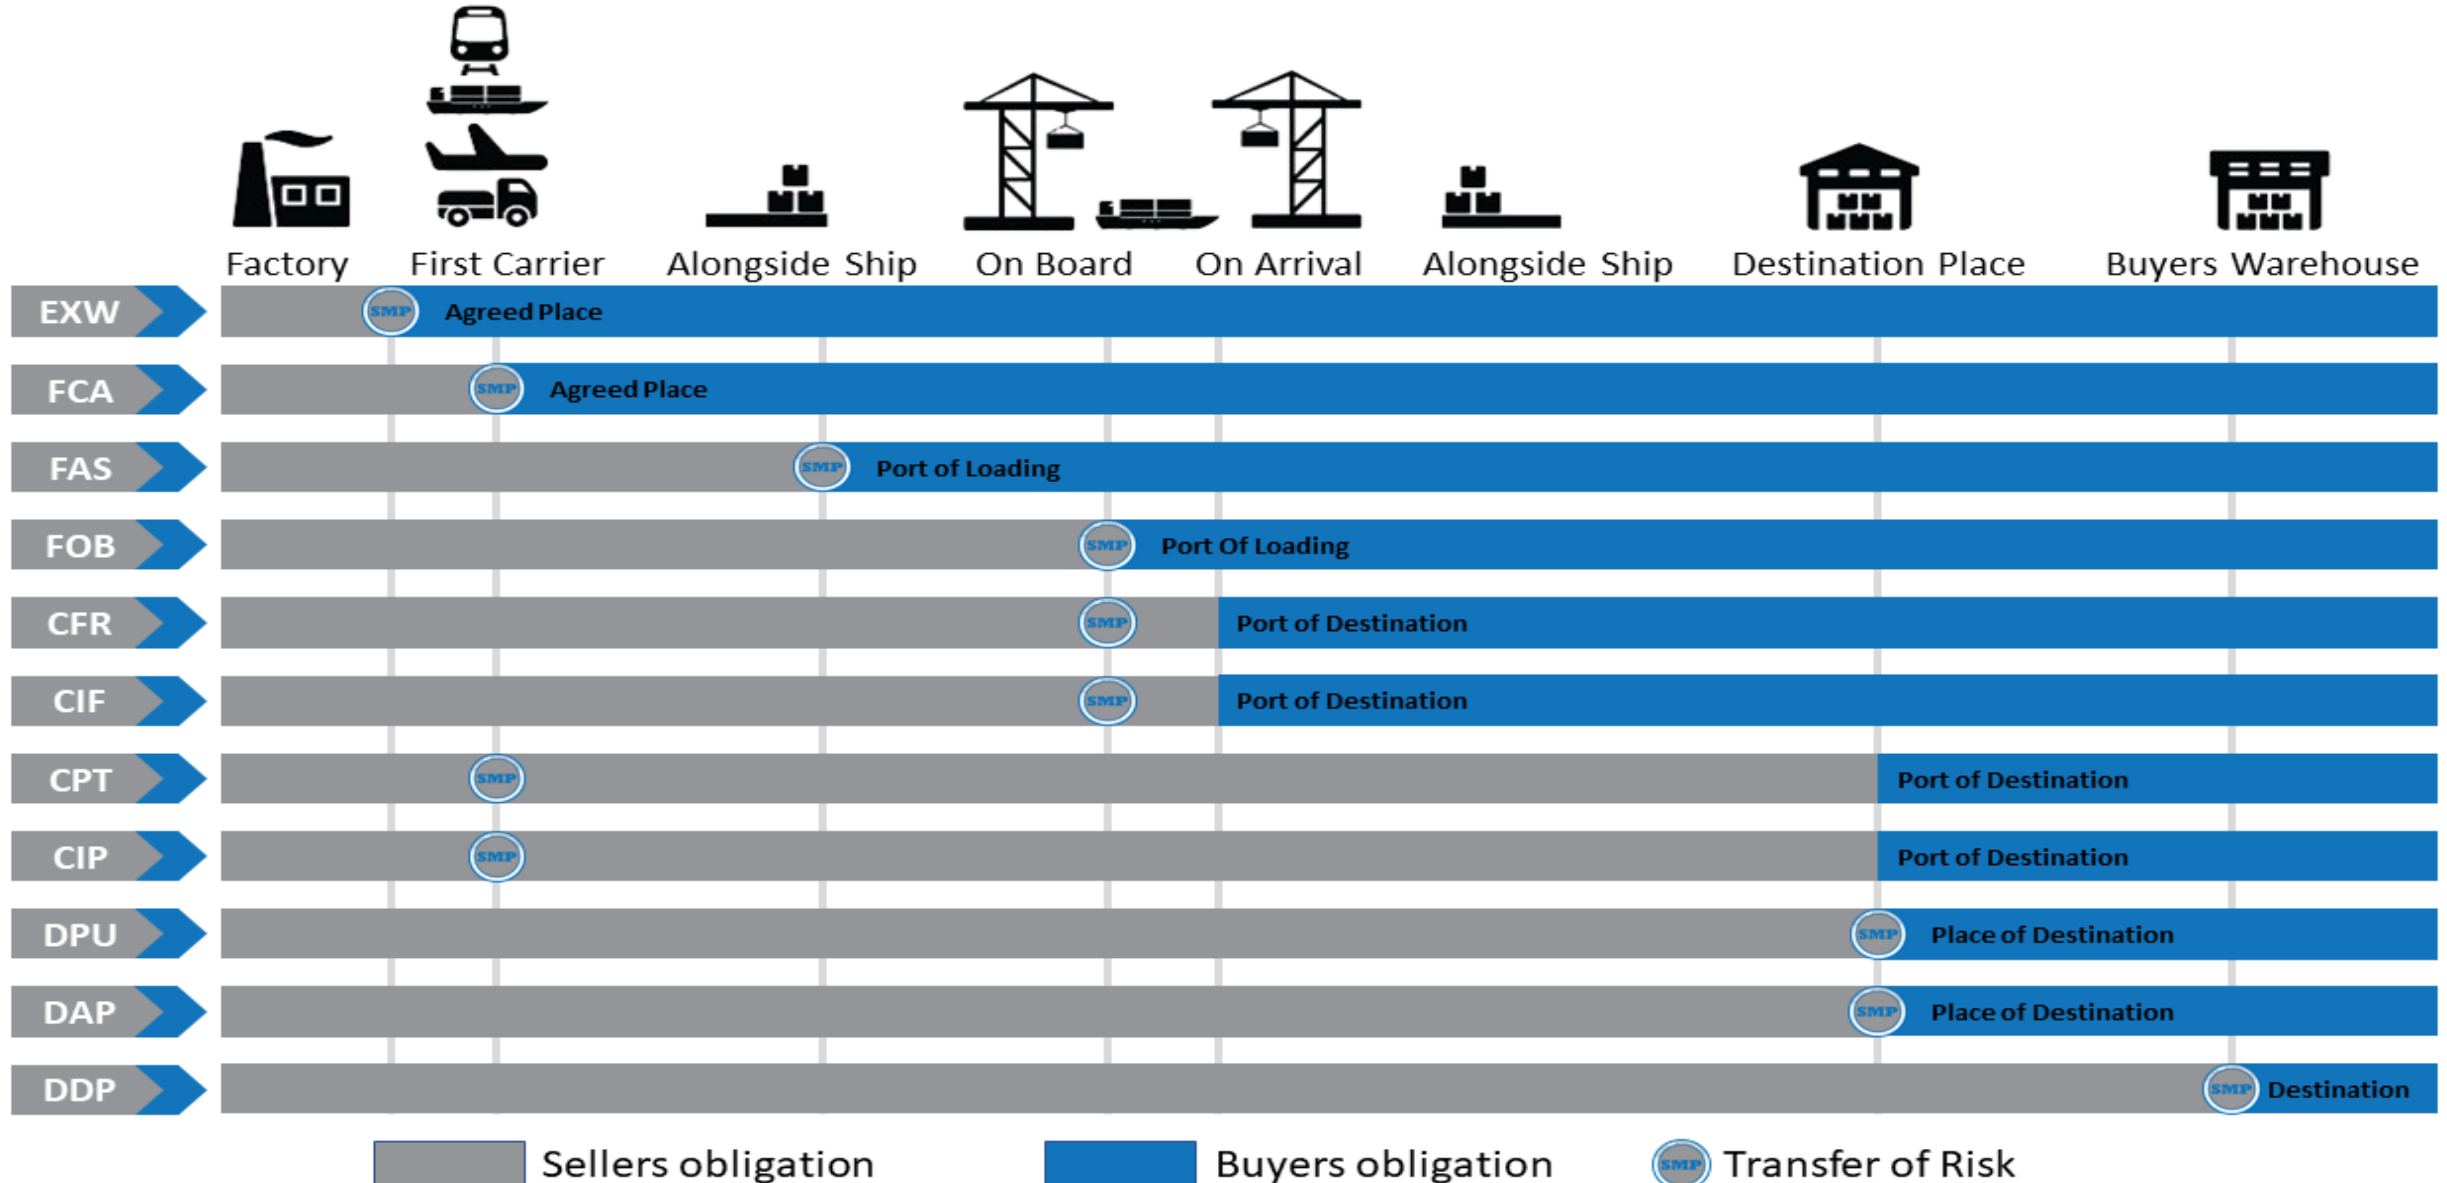 Factory First Carrier Alongside Ship On Board On Arrival Alongside Ship Destination Place Buyers Warehouse
EXW SMP Agreed Place
FCA SMP Agreed Place
FAS SMP Port of Loading
FOB SMP Port Of Loading
CFR SMP Port of Destination
CIF SMP Port of Destination
CPT SMP Port of Destination
CIP SMP Port of Destination
DPU SMP Place of Destination
DAP SMP Place of Destination
DDP SMP Destination
Sellers obligation Buyers obligation SMP Transfer of Risk